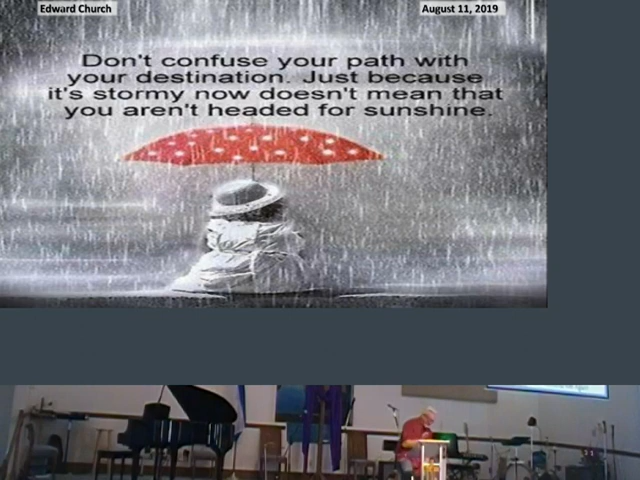 Edward Church
August 11, 2019
Don't confuse your path with
your destination. Just because
it's stormy now doesn't mean that
you aren't headed for sunshine.